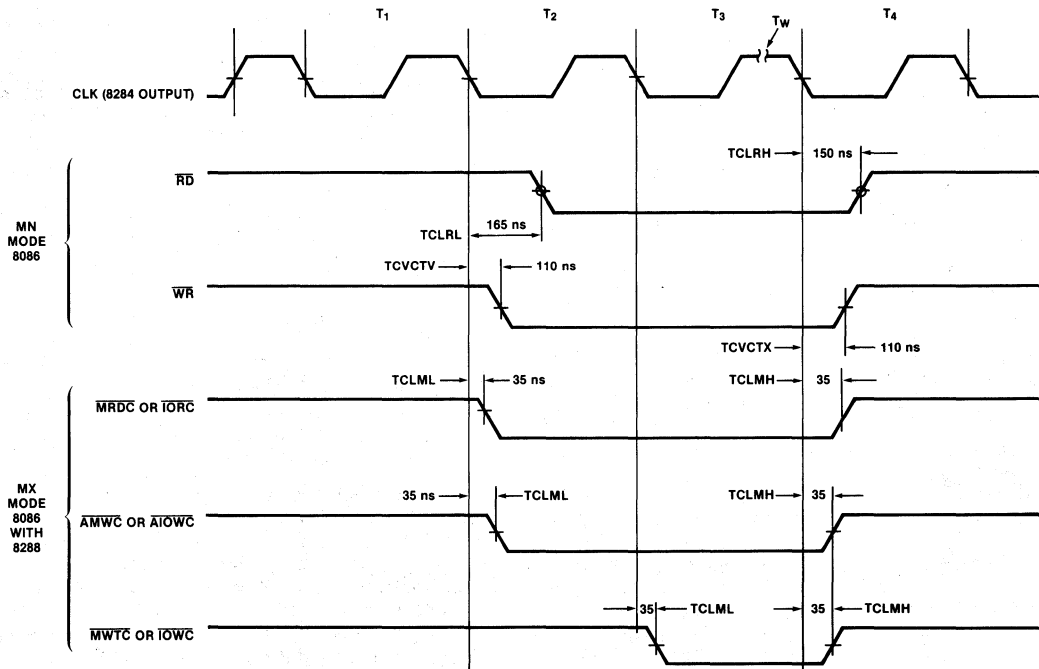 T1 T2 T3 T4
TW
CLK (8284 OUTPUT)
TCLRH 150 ns
RD
MN
MODE
8086
165 ns
TCLRL
TCVCTV 110 ns
WR
TCVCTX 110 ns
TCLML 35 ns TCLMH 35
MRDC OR IORC
MX
MODE
8086
WITH
8288
35 ns TCLML TCLMH 35
AMWC OR AIOWC
35 TCLML 35 TCLMH
MWTC OR IOWC